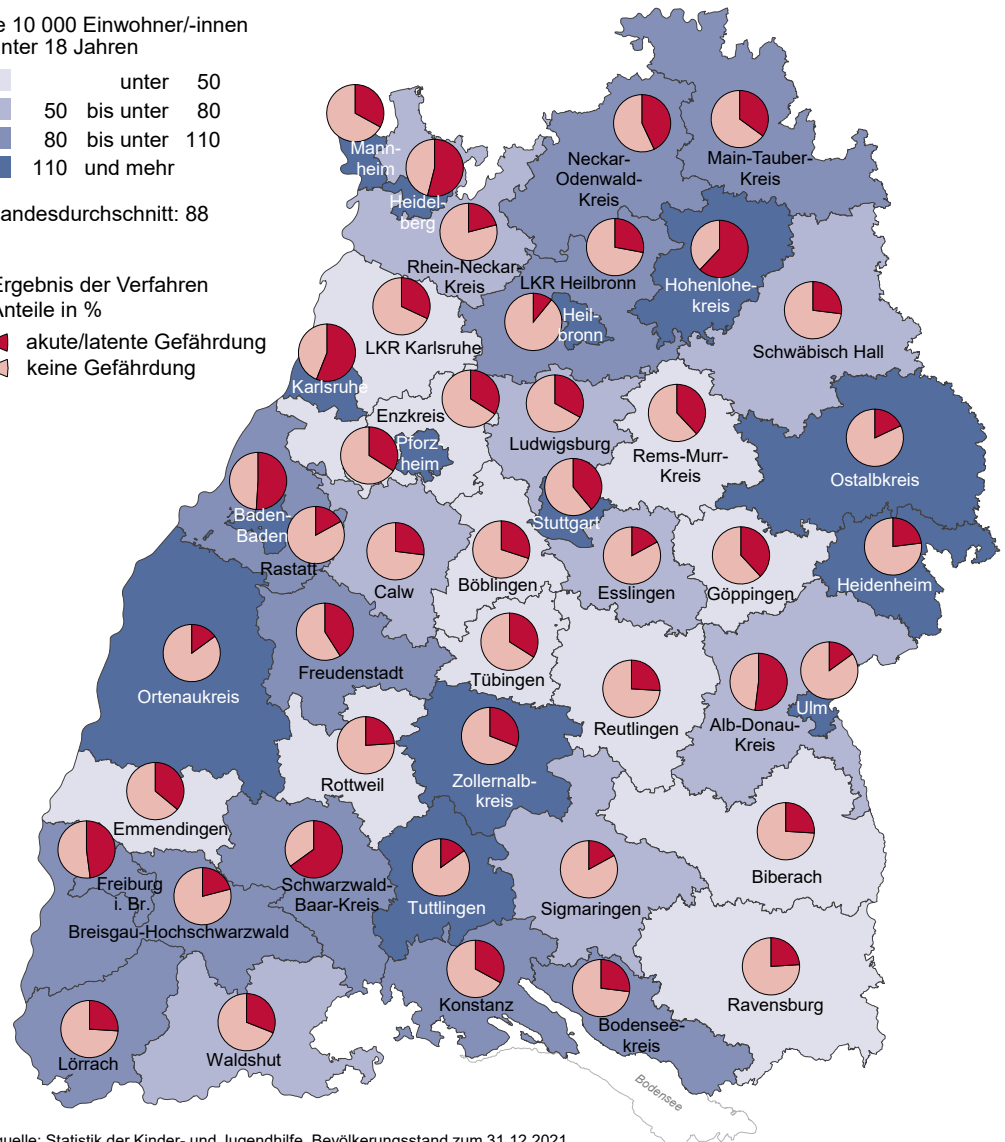 e 10 000 Einwohner/-innen
nter 18 Jahren
unter 50
50 bis unter 80
80 bis unter 110
110 und mehr
andesdurchschnitt: 88
Ergebnis der Verfahren
Anteile in %
akute/latente Gefährdung
keine Gefährdung
Mann-
heim
Heidel-
berg
Rhein-Neckar-
Kreis
Neckar-
Odenwald-
Kreis
Main-Tauber-
Kreis
LKR Heilbronn
Heil-
bronn
Hohenlohe-
kreis
Schwäbisch Hall
LKR Karlsruhe
Karlsruhe
Enzkreis
Pforz-
heim
Ludwigsburg
Rems-Murr-
Kreis
Ostalbkreis
Baden-
Baden
Rastatt
Calw
Böblingen
Stuttgart
Esslingen
Göppingen
Heidenheim
Ortenaukreis
Freudenstadt
Tübingen
Reutlingen
Alb-Donau-
Kreis
Ulm
Rottweil
Zollernalb-
kreis
Emmendingen
Freiburg
i. Br.
Breisgau-Hochschwarzwald
Schwarzwald-
Baar-Kreis
Tuttlingen
Sigmaringen
Biberach
Lörrach
Waldshut
Konstanz
Bodensee-
kreis
Ravensburg
Bodensee
quelle: Statistik der Kinder- und Jugendhilfe, Bevölkerungsstand zum 31.12.2021